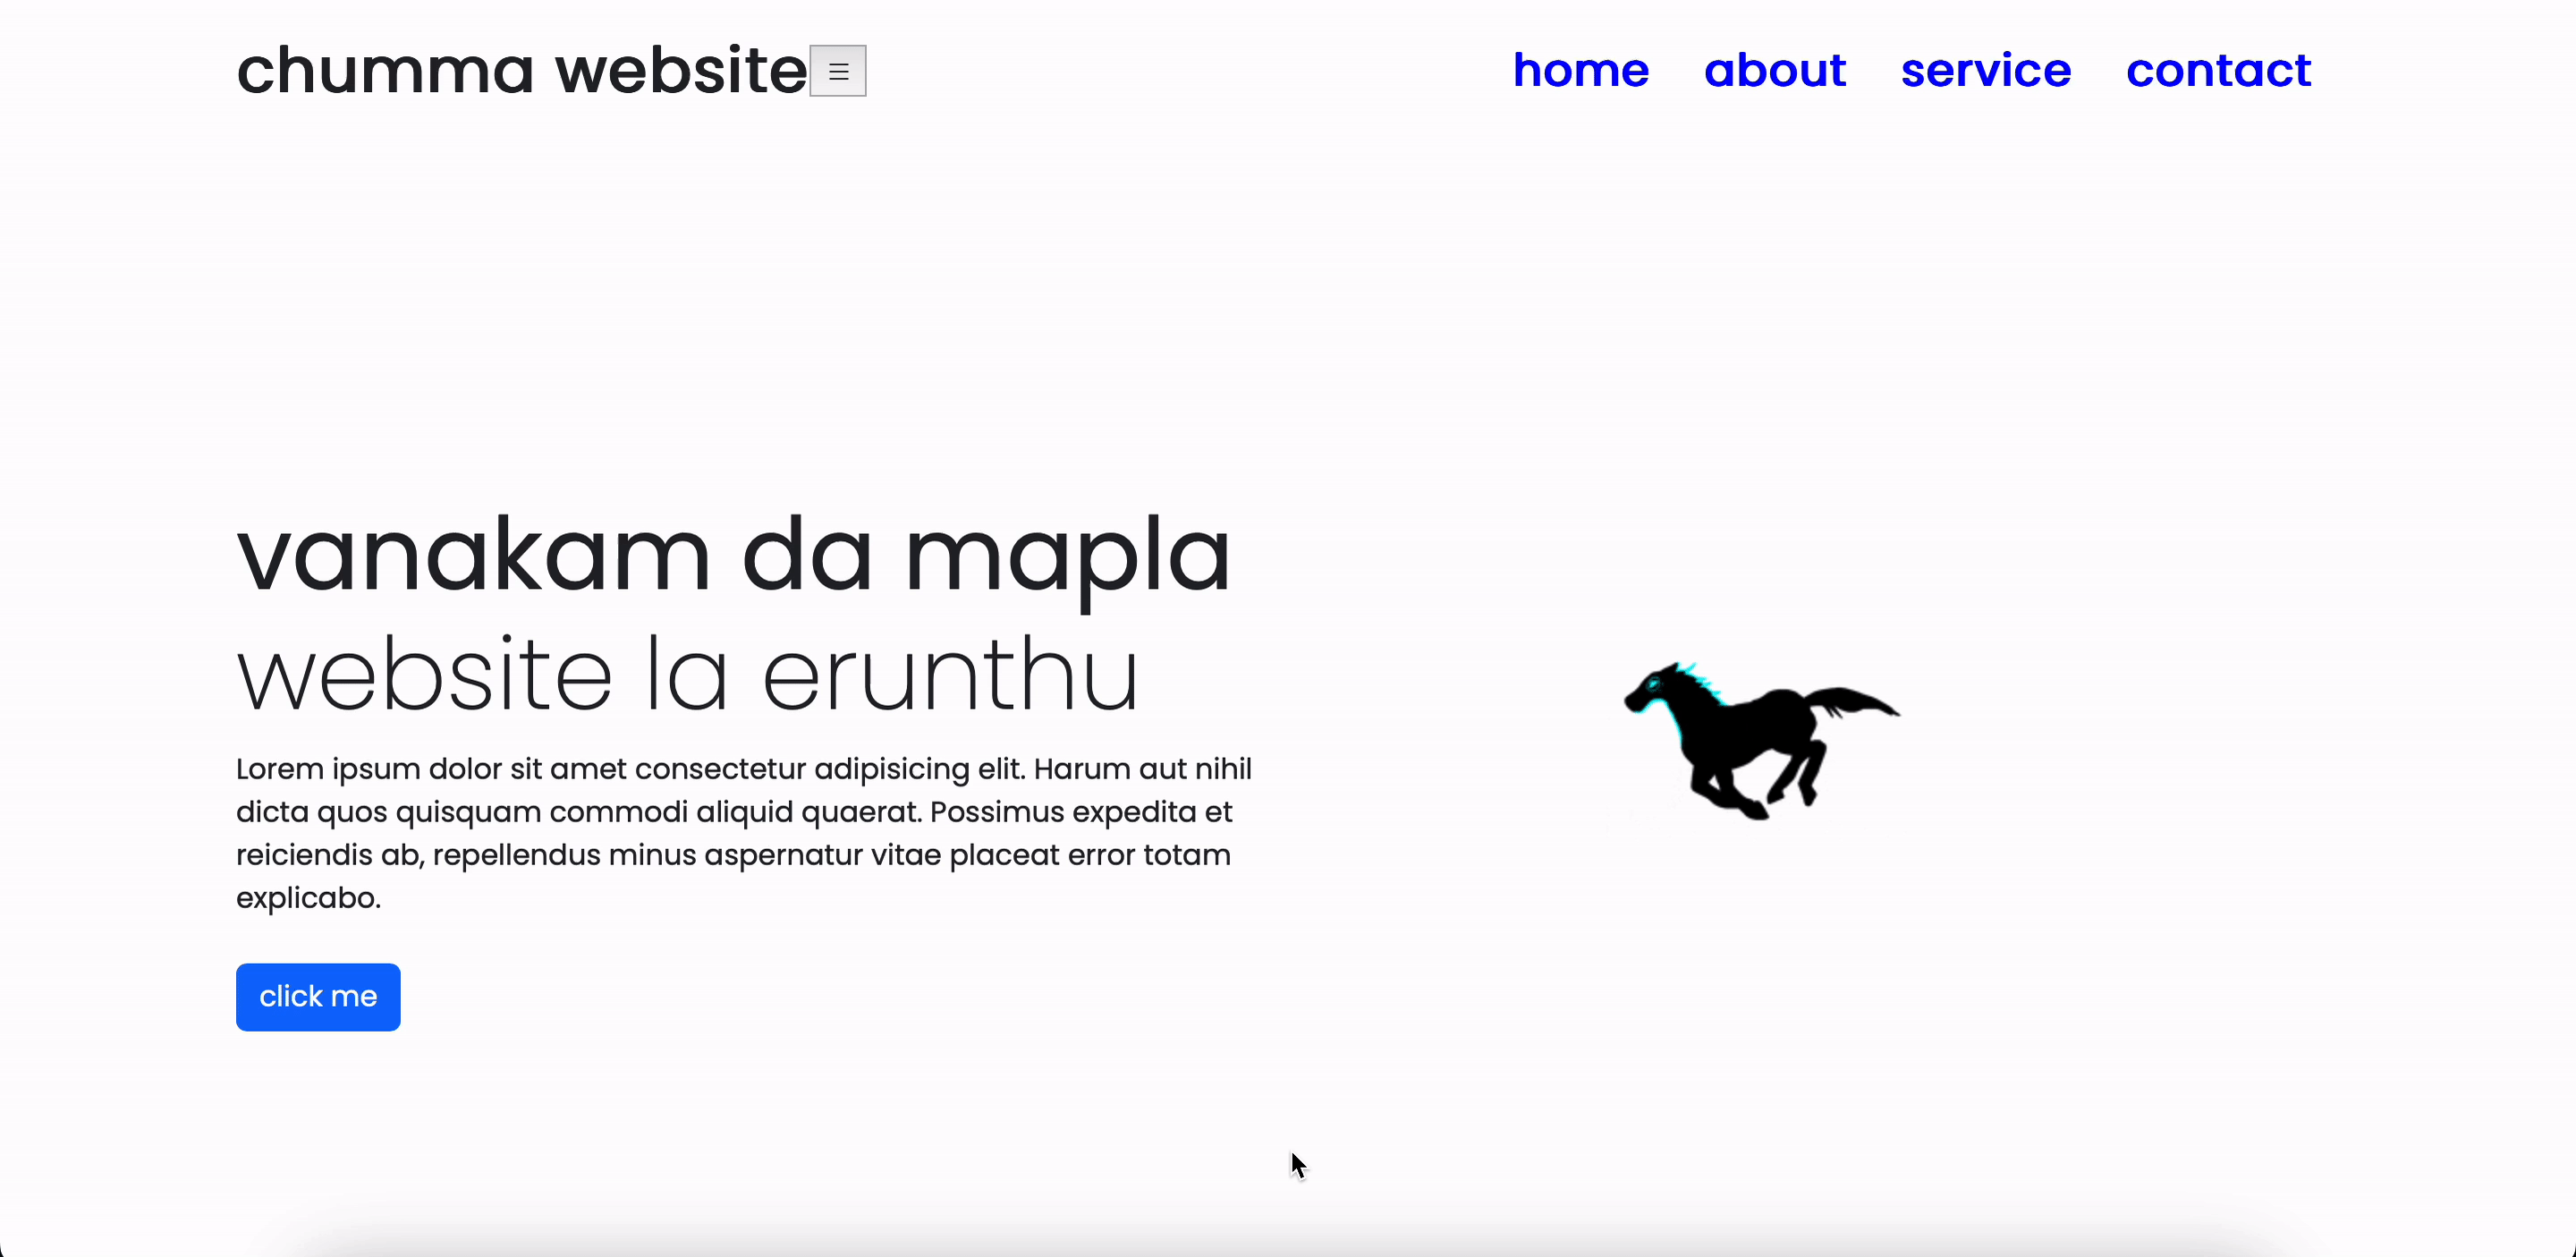 chumma website
home about service contact
vanakam da mapla
website la erunthu
Lorem ipsum dolor sit amet consectetur adipisicing elit. Harum aut nihil
dicta quos quisquam commodi aliquid quaerat. Possimus expedita et
reiciendis ab, repellendus minus aspernatur vitae placeat error totam
explicabo.
click me